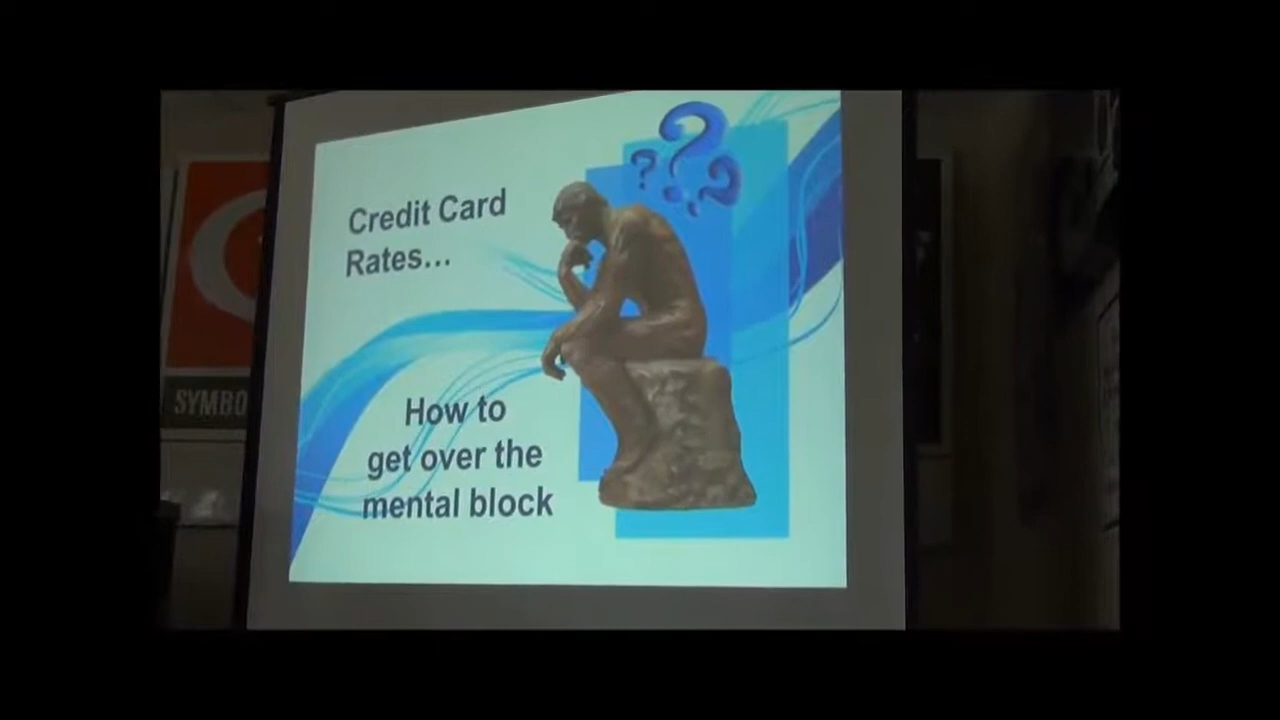 Credit Card
Rates...
How to
get over the
mental block
SYMBO